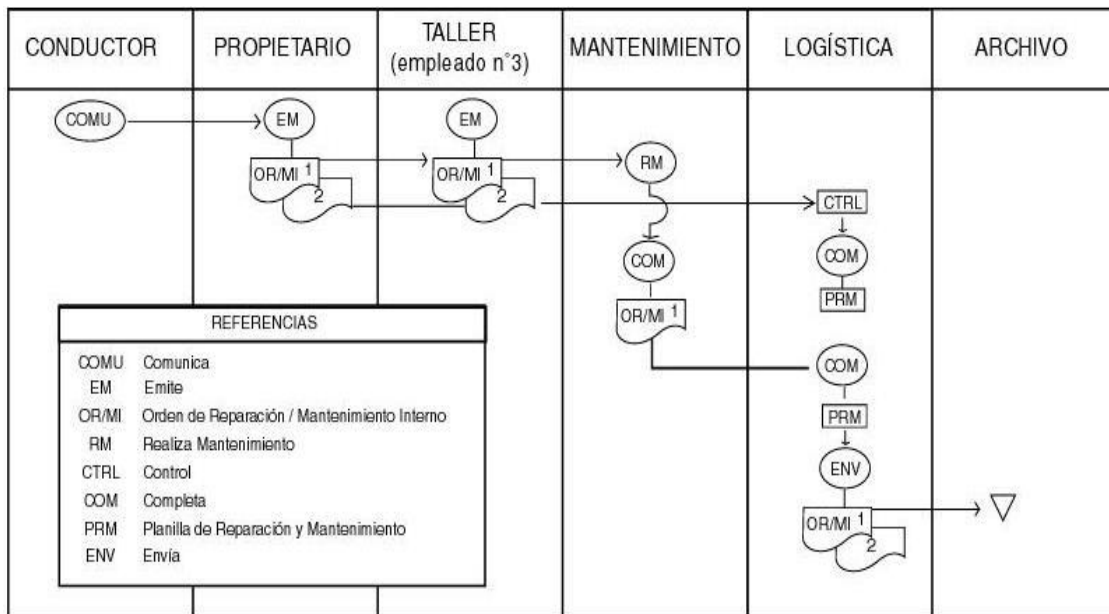 CONDUCTOR
PROPIETARIO
TALLER
(empleado n°3)
MANTENIMIENTO
LOGÍSTICA
ARCHIVO
COMU
EM
EM
OR/MI 1
2
OR/MI 1
2
RM
CTRL
COM
COM
PRM
OR/MI 1
COM
PRM
ENV
OR/MI 1
2
REFERENCIAS
COMU Comunica
EM Emite
OR/MI Orden de Reparación / Mantenimiento Interno
RM Realiza Mantenimiento
CTRL Control
COM Completa
PRM Planilla de Reparación y Mantenimiento
ENV Envía